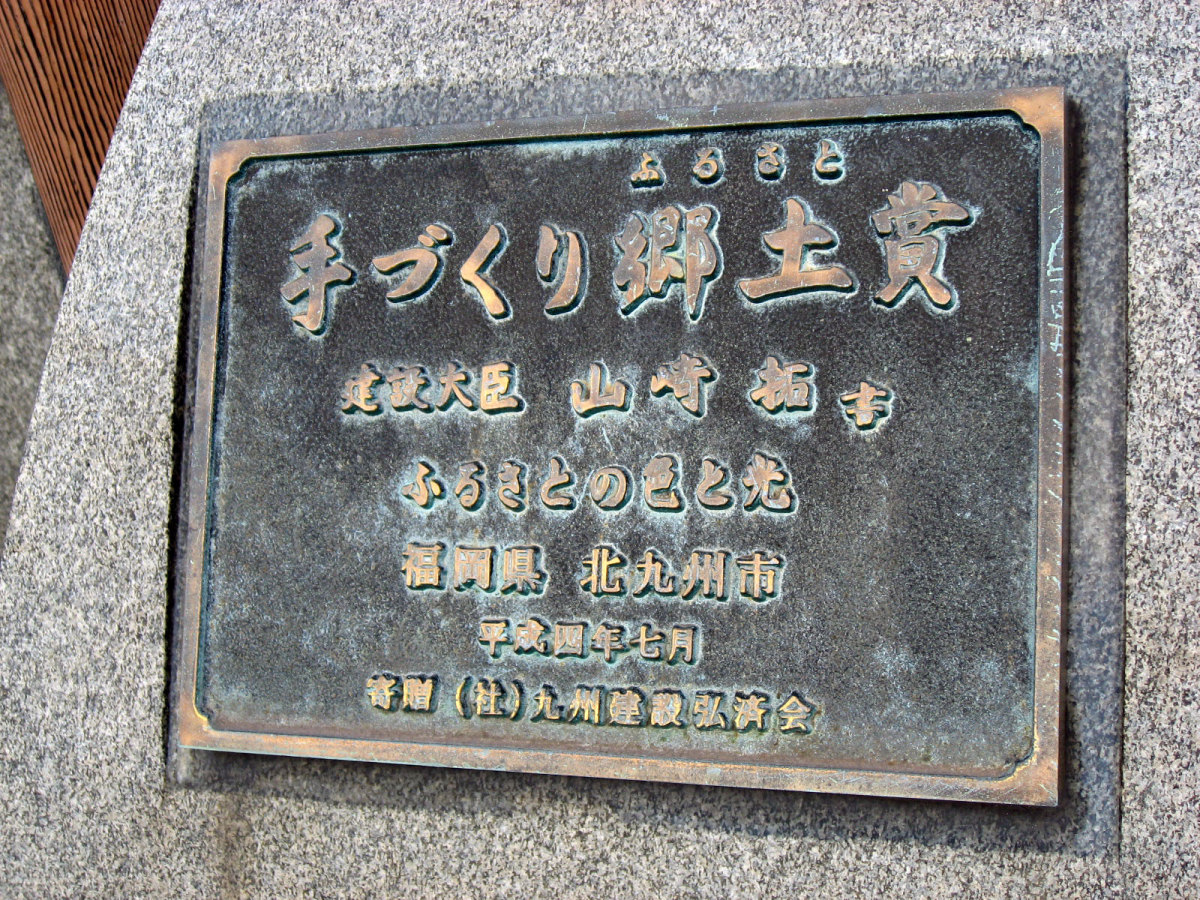 ふるさと
手づくり郷土賞
建設大臣 山崎 拓 書
ふるさとの色と光
福岡県 北九州市
平成四年七月
寄贈 (社)九州建設弘済会